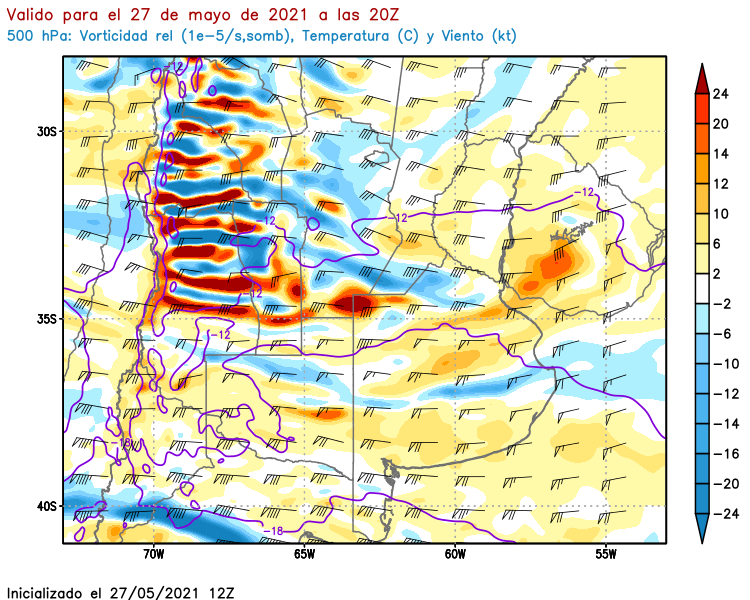 Valido para el 27 de mayo de 2021 a las 20Z
500 hPa: Vorticidad rel (1e−5/s,somb), Temperatura (C) y Viento (kt)
30S
35S
40S
70W
65W
60W
55W
−12
−12
−12
−12
−12
−12
−18
−18
24
20
14
12
10
6
2
−2
−6
−10
−12
−14
−16
−20
−24
Inicializado el 27/05/2021 12Z